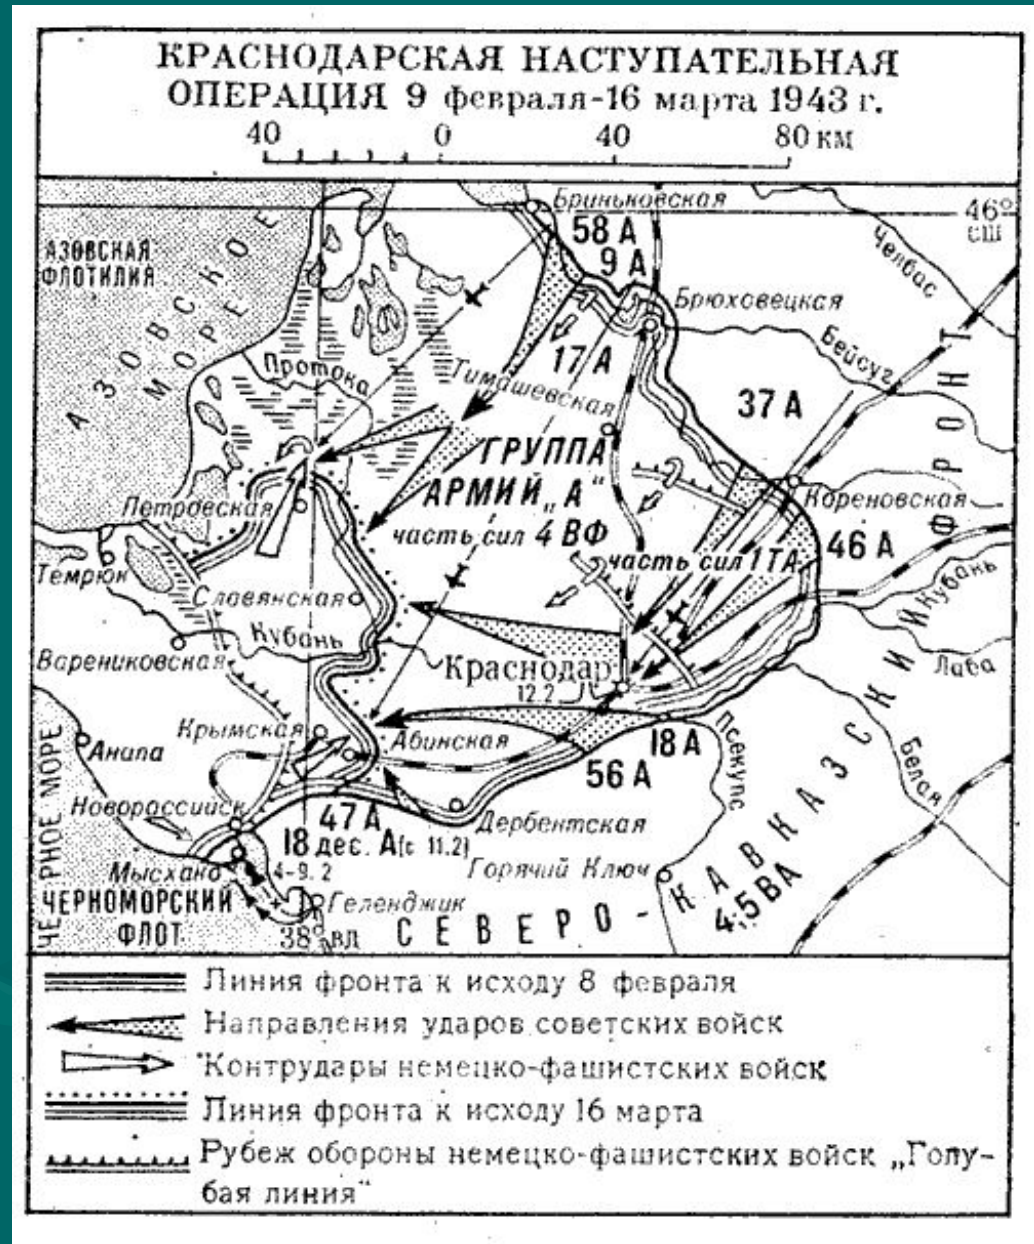 КРАСНОДАРСКАЯ НАСТУПАТЕЛЬНАЯ
ОПЕРАЦИЯ 9 февраля-16 марта 1943 г.
40 0 40 80 км
Бриньковская
46°
сш
58 А
9 А
АЗОВСКАЯ
ФЛОТИЛИЯ
АЗОВСКОЕ
МОРЕ
Челбас
Брюховецкая
Бейсуг
17 А
Протока
Тимашевская
37 А
ГРУППА
АРМИЙ „А“
часть сил 4 ВФ
Кореновская
Петровская
46 А
часть сил 1 ТА
Темрюк
Славянская
Кубань
Кубань
Варениковская
Лаба
Краснодар
12.2
Крымская
Абинская
Анапа
18 А
Псекупс
Белая
56 А
ЧЕРНОЕ МОРЕ
Новороссийск
47 А
18 дес. А(с 11.2)
Дербентская
Мысхако
4-9.2
Горячий Ключ
ЧЕРНОМОРСКИЙ
ФЛОТ
Геленджик
38°
вд
СЕВЕРО-КАВКАЗСКИЙ ФРОНТ
4;5 ВА
Линия фронта к исходу 8 февраля
Направления ударов советских войск
Контрудары немецко-фашистских войск
Линия фронта к исходу 16 марта
Рубеж обороны немецко-фашистских войск „Голу-
бая линия“